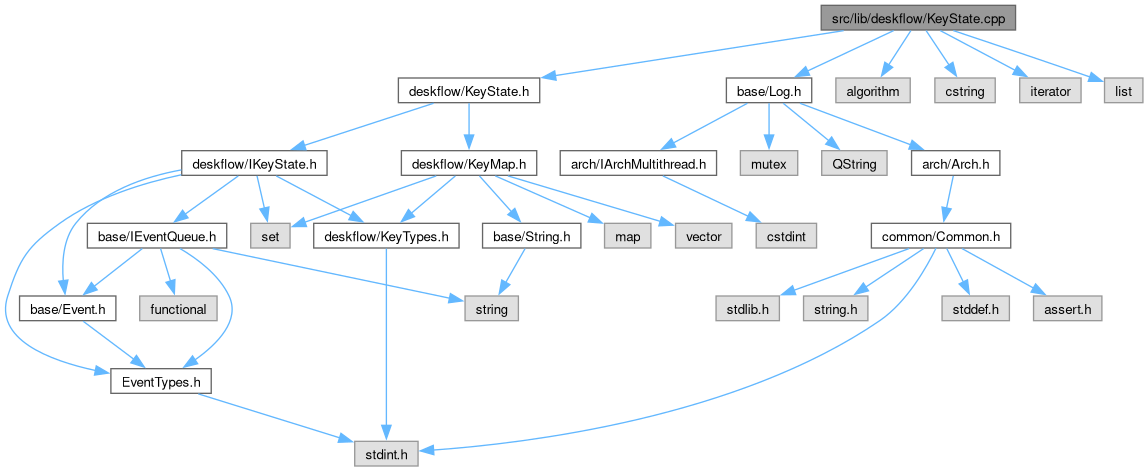 src/lib/deskflow/KeyState.cpp
deskflow/KeyState.h
base/Log.h
algorithm
cstring
iterator
list
deskflow/IKeyState.h
deskflow/KeyMap.h
arch/IArchMultithread.h
mutex
QString
arch/Arch.h
base/IEventQueue.h
set
deskflow/KeyTypes.h
base/String.h
map
vector
cstdint
common/Common.h
base/Event.h
functional
string
stdlib.h
string.h
stddef.h
assert.h
EventTypes.h
stdint.h